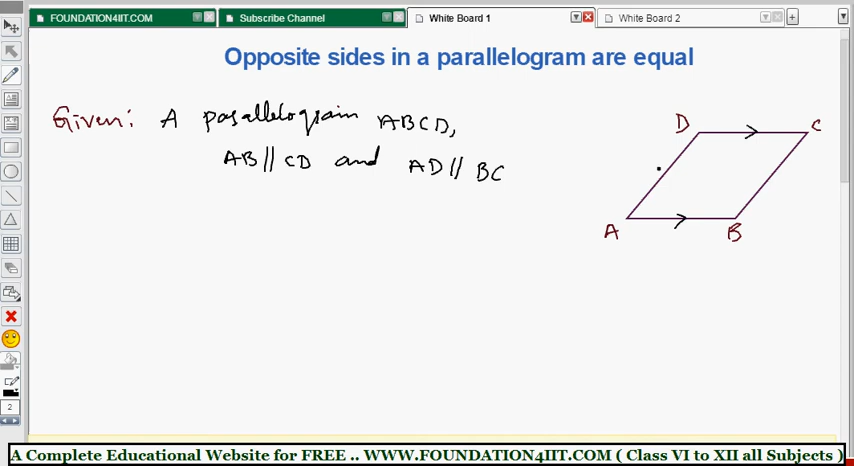 FOUNDATION4IIT.COM
Subscribe Channel
White Board 1
White Board 2
Opposite sides in a parallelogram are equal
Given: A parallelogram ABCD,
AB // CD and AD // BC
D C
A B
2
A Complete Educational Website for FREE .. WWW.FOUNDATION4IIT.COM ( Class VI to XII all Subjects )